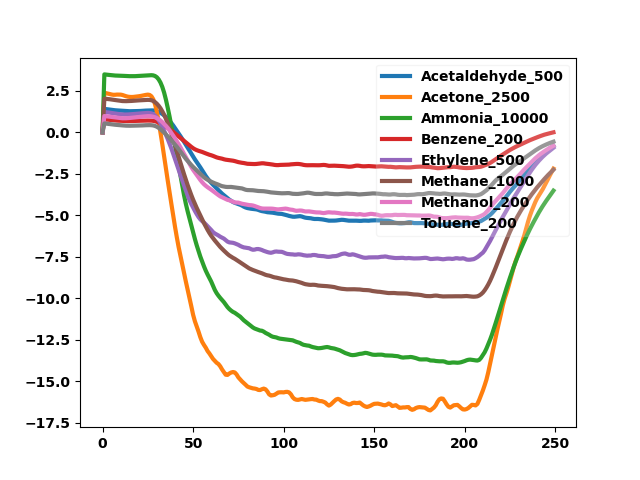 2.5
0.0
−2.5
−5.0
−7.5
−10.0
−12.5
−15.0
−17.5
0 50 100 150 200 250
Acetaldehyde_500
Acetone_2500
Ammonia_10000
Benzene_200
Ethylene_500
Methane_1000
Methanol_200
Toluene_200